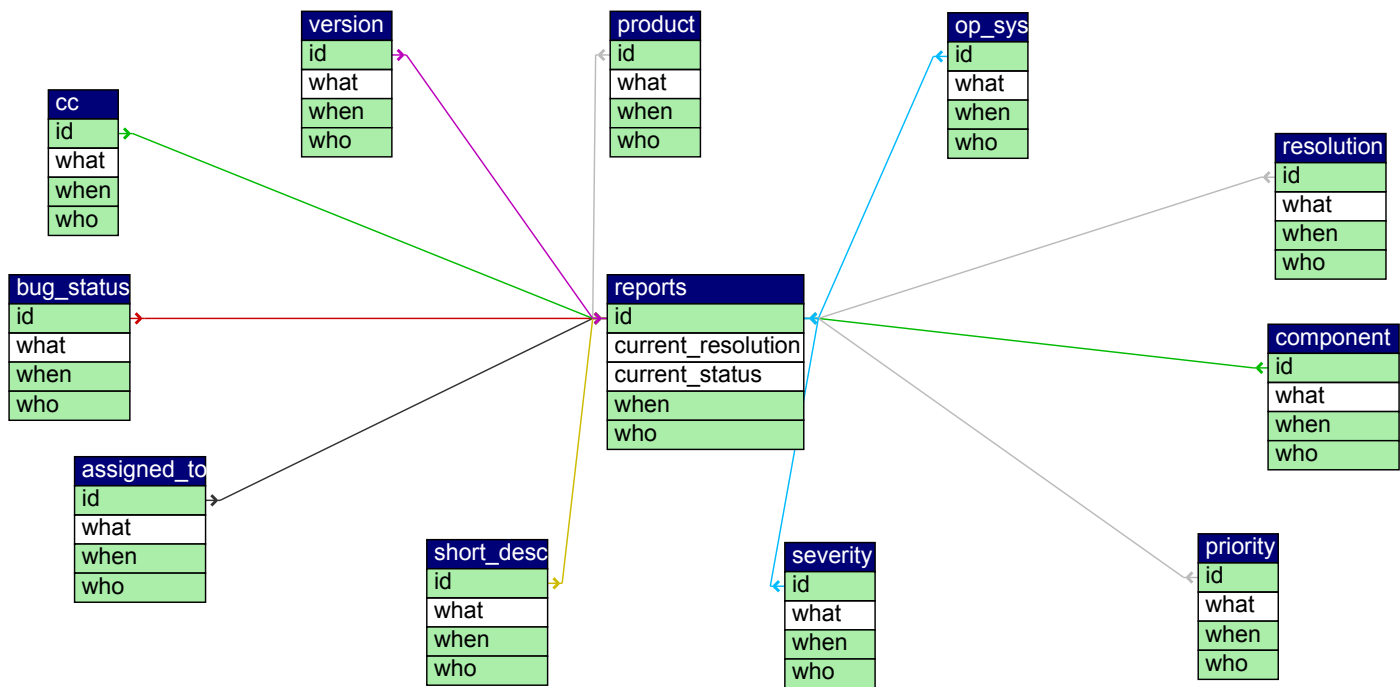 version
id
what
when
who
product
id
what
when
who
op_sys
id
what
when
who
cc
id
what
when
who
resolution
id
what
when
who
bug_status
id
what
when
who
reports
id
current_resolution
current_status
when
who
component
id
what
when
who
assigned_to
id
what
when
who
short_desc
id
what
when
who
severity
id
what
when
who
priority
id
what
when
who